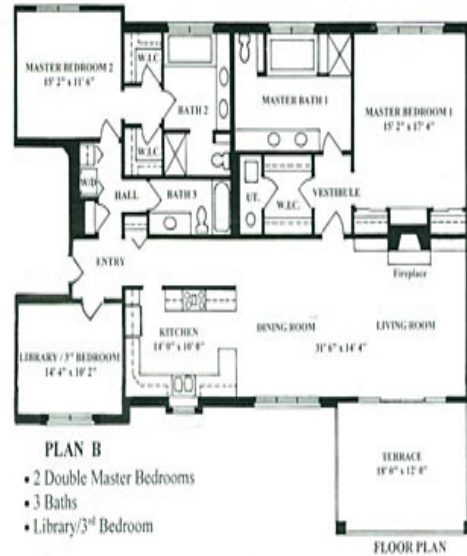 MASTER BEDROOM 2
15' 2" x 11' 6"
W.I.C
BATH 2
W.I.C
MASTER BATH 1
MASTER BEDROOM 1
15' 2" x 17' 4"
W/D
HALL
BATH 3
UT.
W.I.C.
VESTIBULE
ENTRY
Fireplace
KITCHEN
14' 0" x 10' 8"
DINING ROOM
LIVING ROOM
31' 6" x 14' 4"
LIBRARY / 3rd BEDROOM
14' 4" x 10' 2"
TERRACE
18' 0" x 12' 8"
PLAN B
• 2 Double Master Bedrooms
• 3 Baths
• Library/3rd Bedroom
FLOOR PLAN